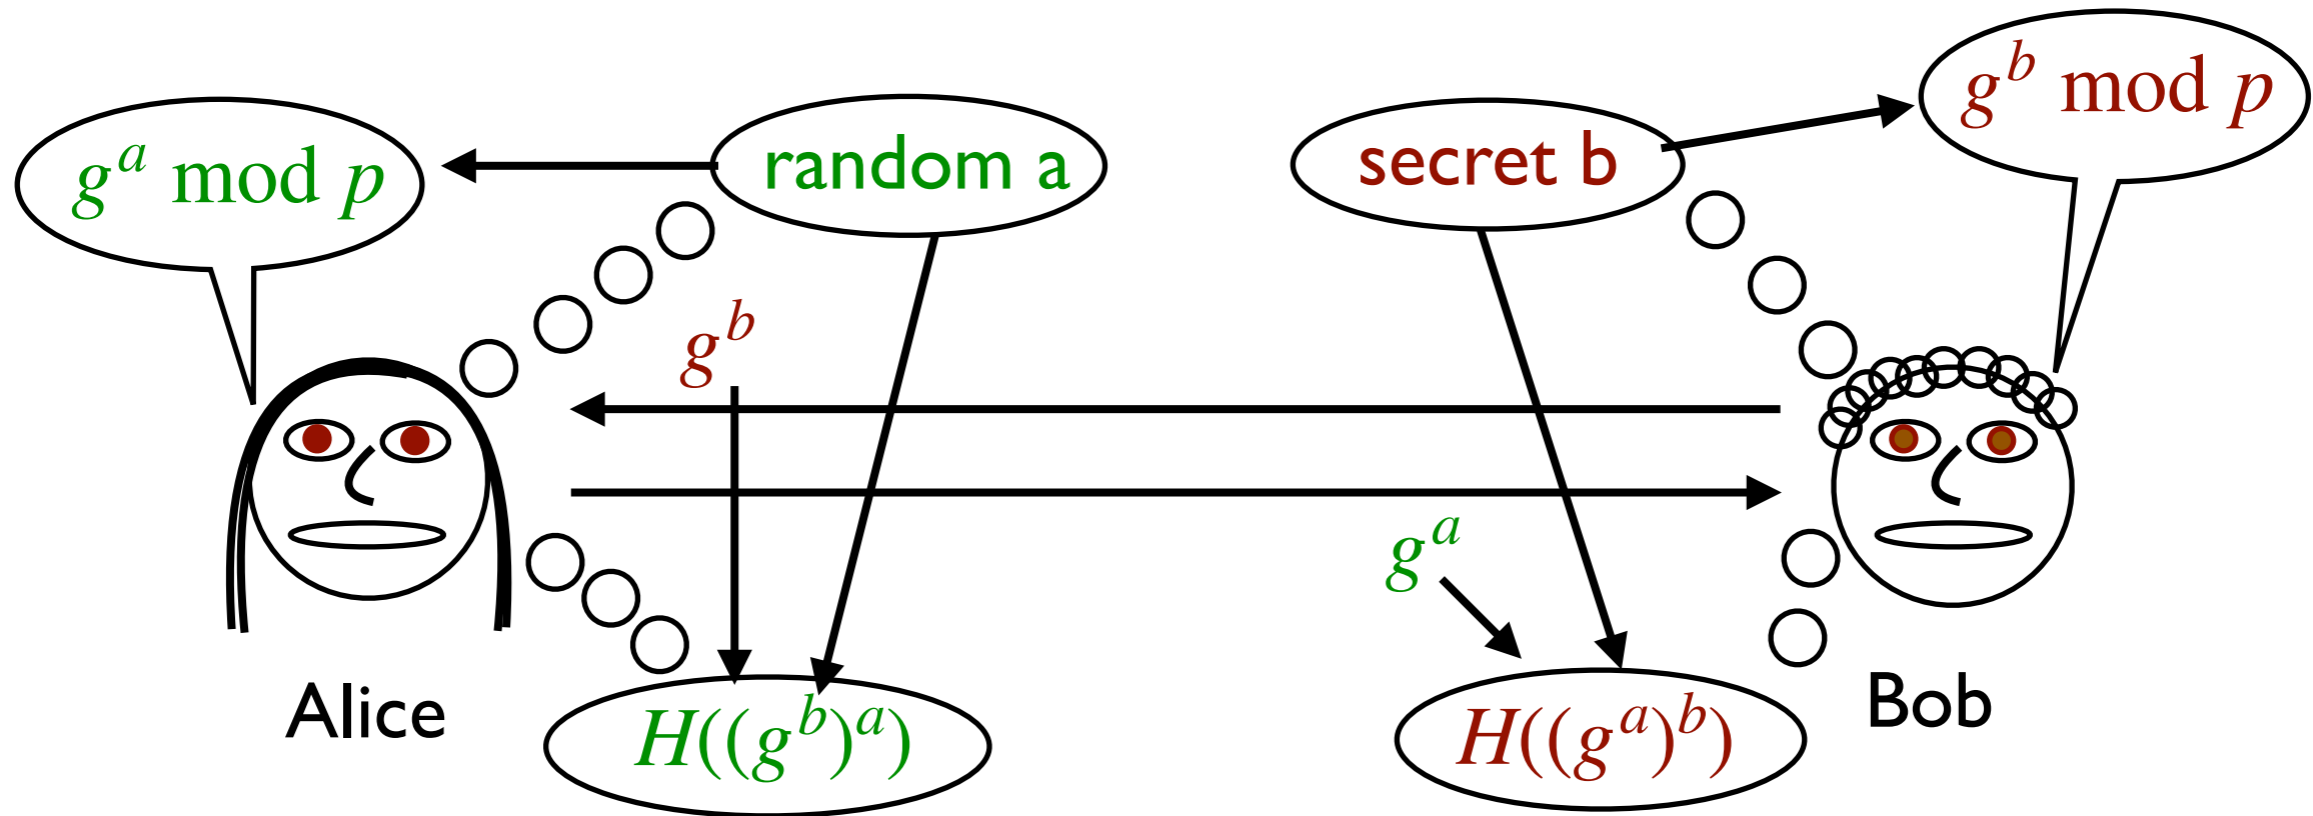 g^b mod p
g^a mod p
random a
secret b
g^b
g^a
Alice
Bob
H((g^b)^a)
H((g^a)^b)